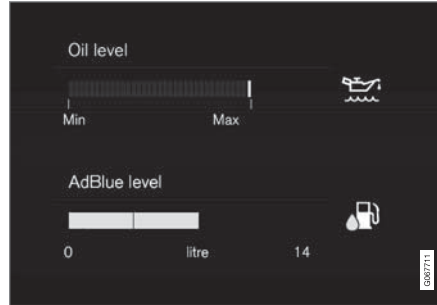 Oil level
Min Max
AdBlue level
0 litre 14
G067711